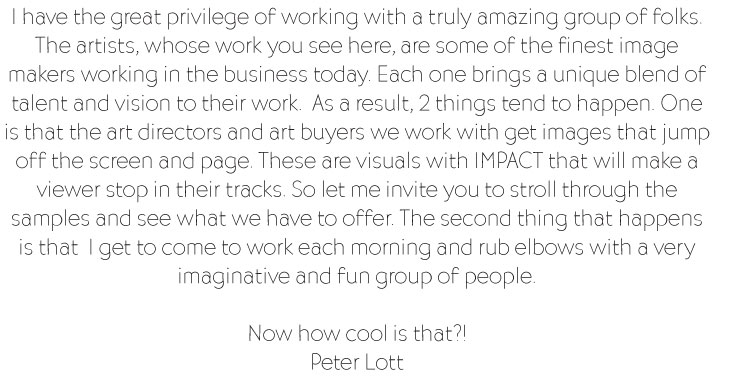 I have the great privilege of working with a truly amazing group of folks.
The artists, whose work you see here, are some of the finest image
makers working in the business today. Each one brings a unique blend of
talent and vision to their work.  As a result, 2 things tend to happen. One
is that the art directors and art buyers we work with get images that jump
off the screen and page. These are visuals with IMPACT that will make a
viewer stop in their tracks. So let me invite you to stroll through the
samples and see what we have to offer. The second thing that happens
is that  I get to come to work each morning and rub elbows with a very
imaginative and fun group of people.
Now how cool is that?!
Peter Lott